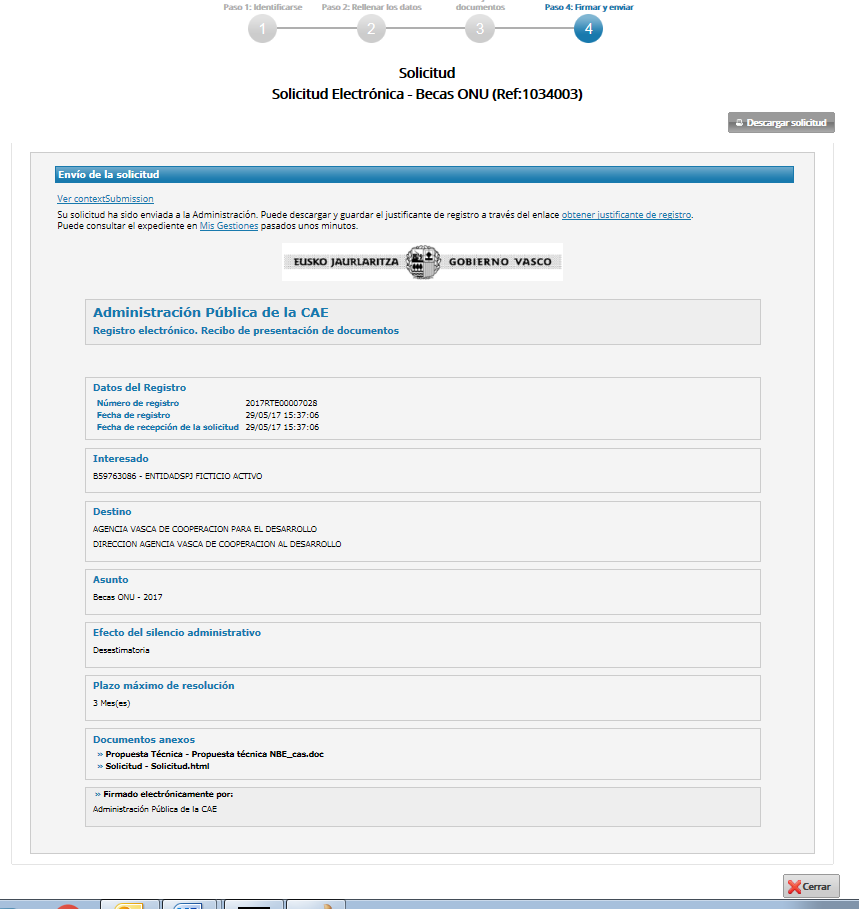 Paso 1: Identificarse Paso 2: Rellenar los datos documentos Paso 4: Firmar y enviar
1 2 3 4
Solicitud
Solicitud Electrónica - Becas ONU (Ref:1034003)
Descargar solicitud
Envío de la solicitud
Ver contextSubmission
Su solicitud ha sido enviada a la Administración. Puede descargar y guardar el justificante de registro a través del enlace obtener justificante de registro.
Puede consultar el expediente en Mis Gestiones pasados unos minutos.
EUSKO JAURLARITZA GOBIERNO VASCO
Administración Pública de la CAE
Registro electrónico. Recibo de presentación de documentos
Datos del Registro
Número de registro 2017RTE00007028
Fecha de registro 29/05/17 15:37:06
Fecha de recepción de la solicitud 29/05/17 15:37:06
Interesado
B59763086 - ENTIDADSPJ FICTICIO ACTIVO
Destino
AGENCIA VASCA DE COOPERACION PARA EL DESARROLLO
DIRECCION AGENCIA VASCA DE COOPERACION AL DESARROLLO
Asunto
Becas ONU - 2017
Efecto del silencio administrativo
Desestimatoria
Plazo máximo de resolución
3 Mes(es)
Documentos anexos
» Propuesta Técnica - Propuesta técnica NBE_cas.doc
» Solicitud - Solicitud.html
» Firmado electrónicamente por:
Administración Pública de la CAE
Cerrar